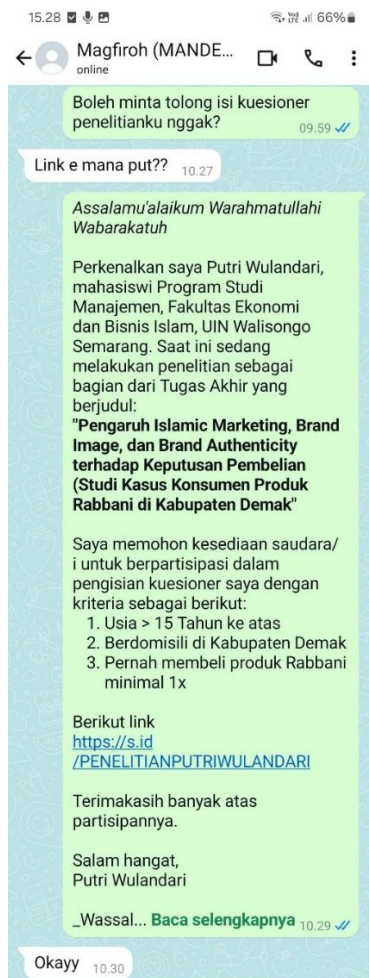 15.28 66%
Magfiroh (MANDE...
online
Boleh minta tolong isi kuesioner
penelitianku nggak?
09.59
Link e mana put?? 10.27
Assalamu'alaikum Warahmatullahi
Wabarakatuh
Perkenalkan saya Putri Wulandari,
mahasiswi Program Studi
Manajemen, Fakultas Ekonomi
dan Bisnis Islam, UIN Walisongo
Semarang. Saat ini sedang
melakukan penelitian sebagai
bagian dari Tugas Akhir yang
berjudul:
"Pengaruh Islamic Marketing, Brand
Image, dan Brand Authenticity
terhadap Keputusan Pembelian
(Studi Kasus Konsumen Produk
Rabbani di Kabupaten Demak"
Saya memohon kesediaan saudara/
i untuk berpartisipasi dalam
pengisian kuesioner saya dengan
kriteria sebagai berikut:
1. Usia > 15 Tahun ke atas
2. Berdomisili di Kabupaten Demak
3. Pernah membeli produk Rabbani
minimal 1x
Berikut link
https://s.id
/PENELITIANPUTRIWULANDARI
Terimakasih banyak atas
partisipannya.
Salam hangat,
Putri Wulandari
_Wassal... Baca selengkapnya 10.29
Okayy 10.30